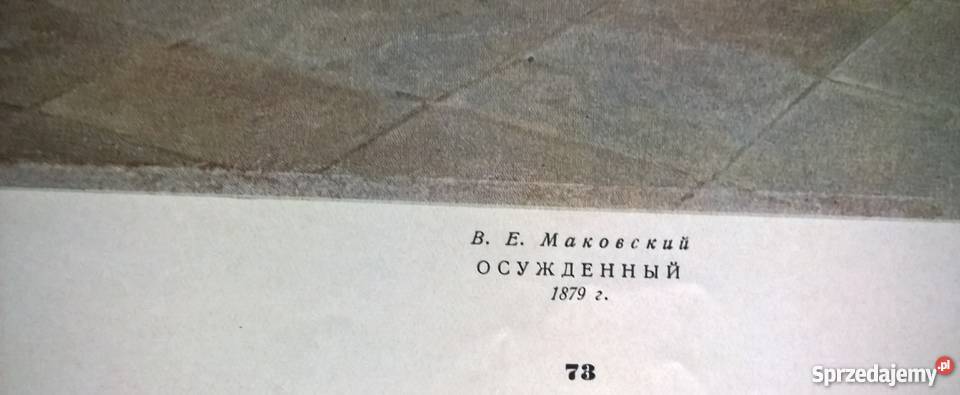 В. Е. Маковский
ОСУЖДЕННЫЙ
1879 г.
73
Sprzedajemy.pl